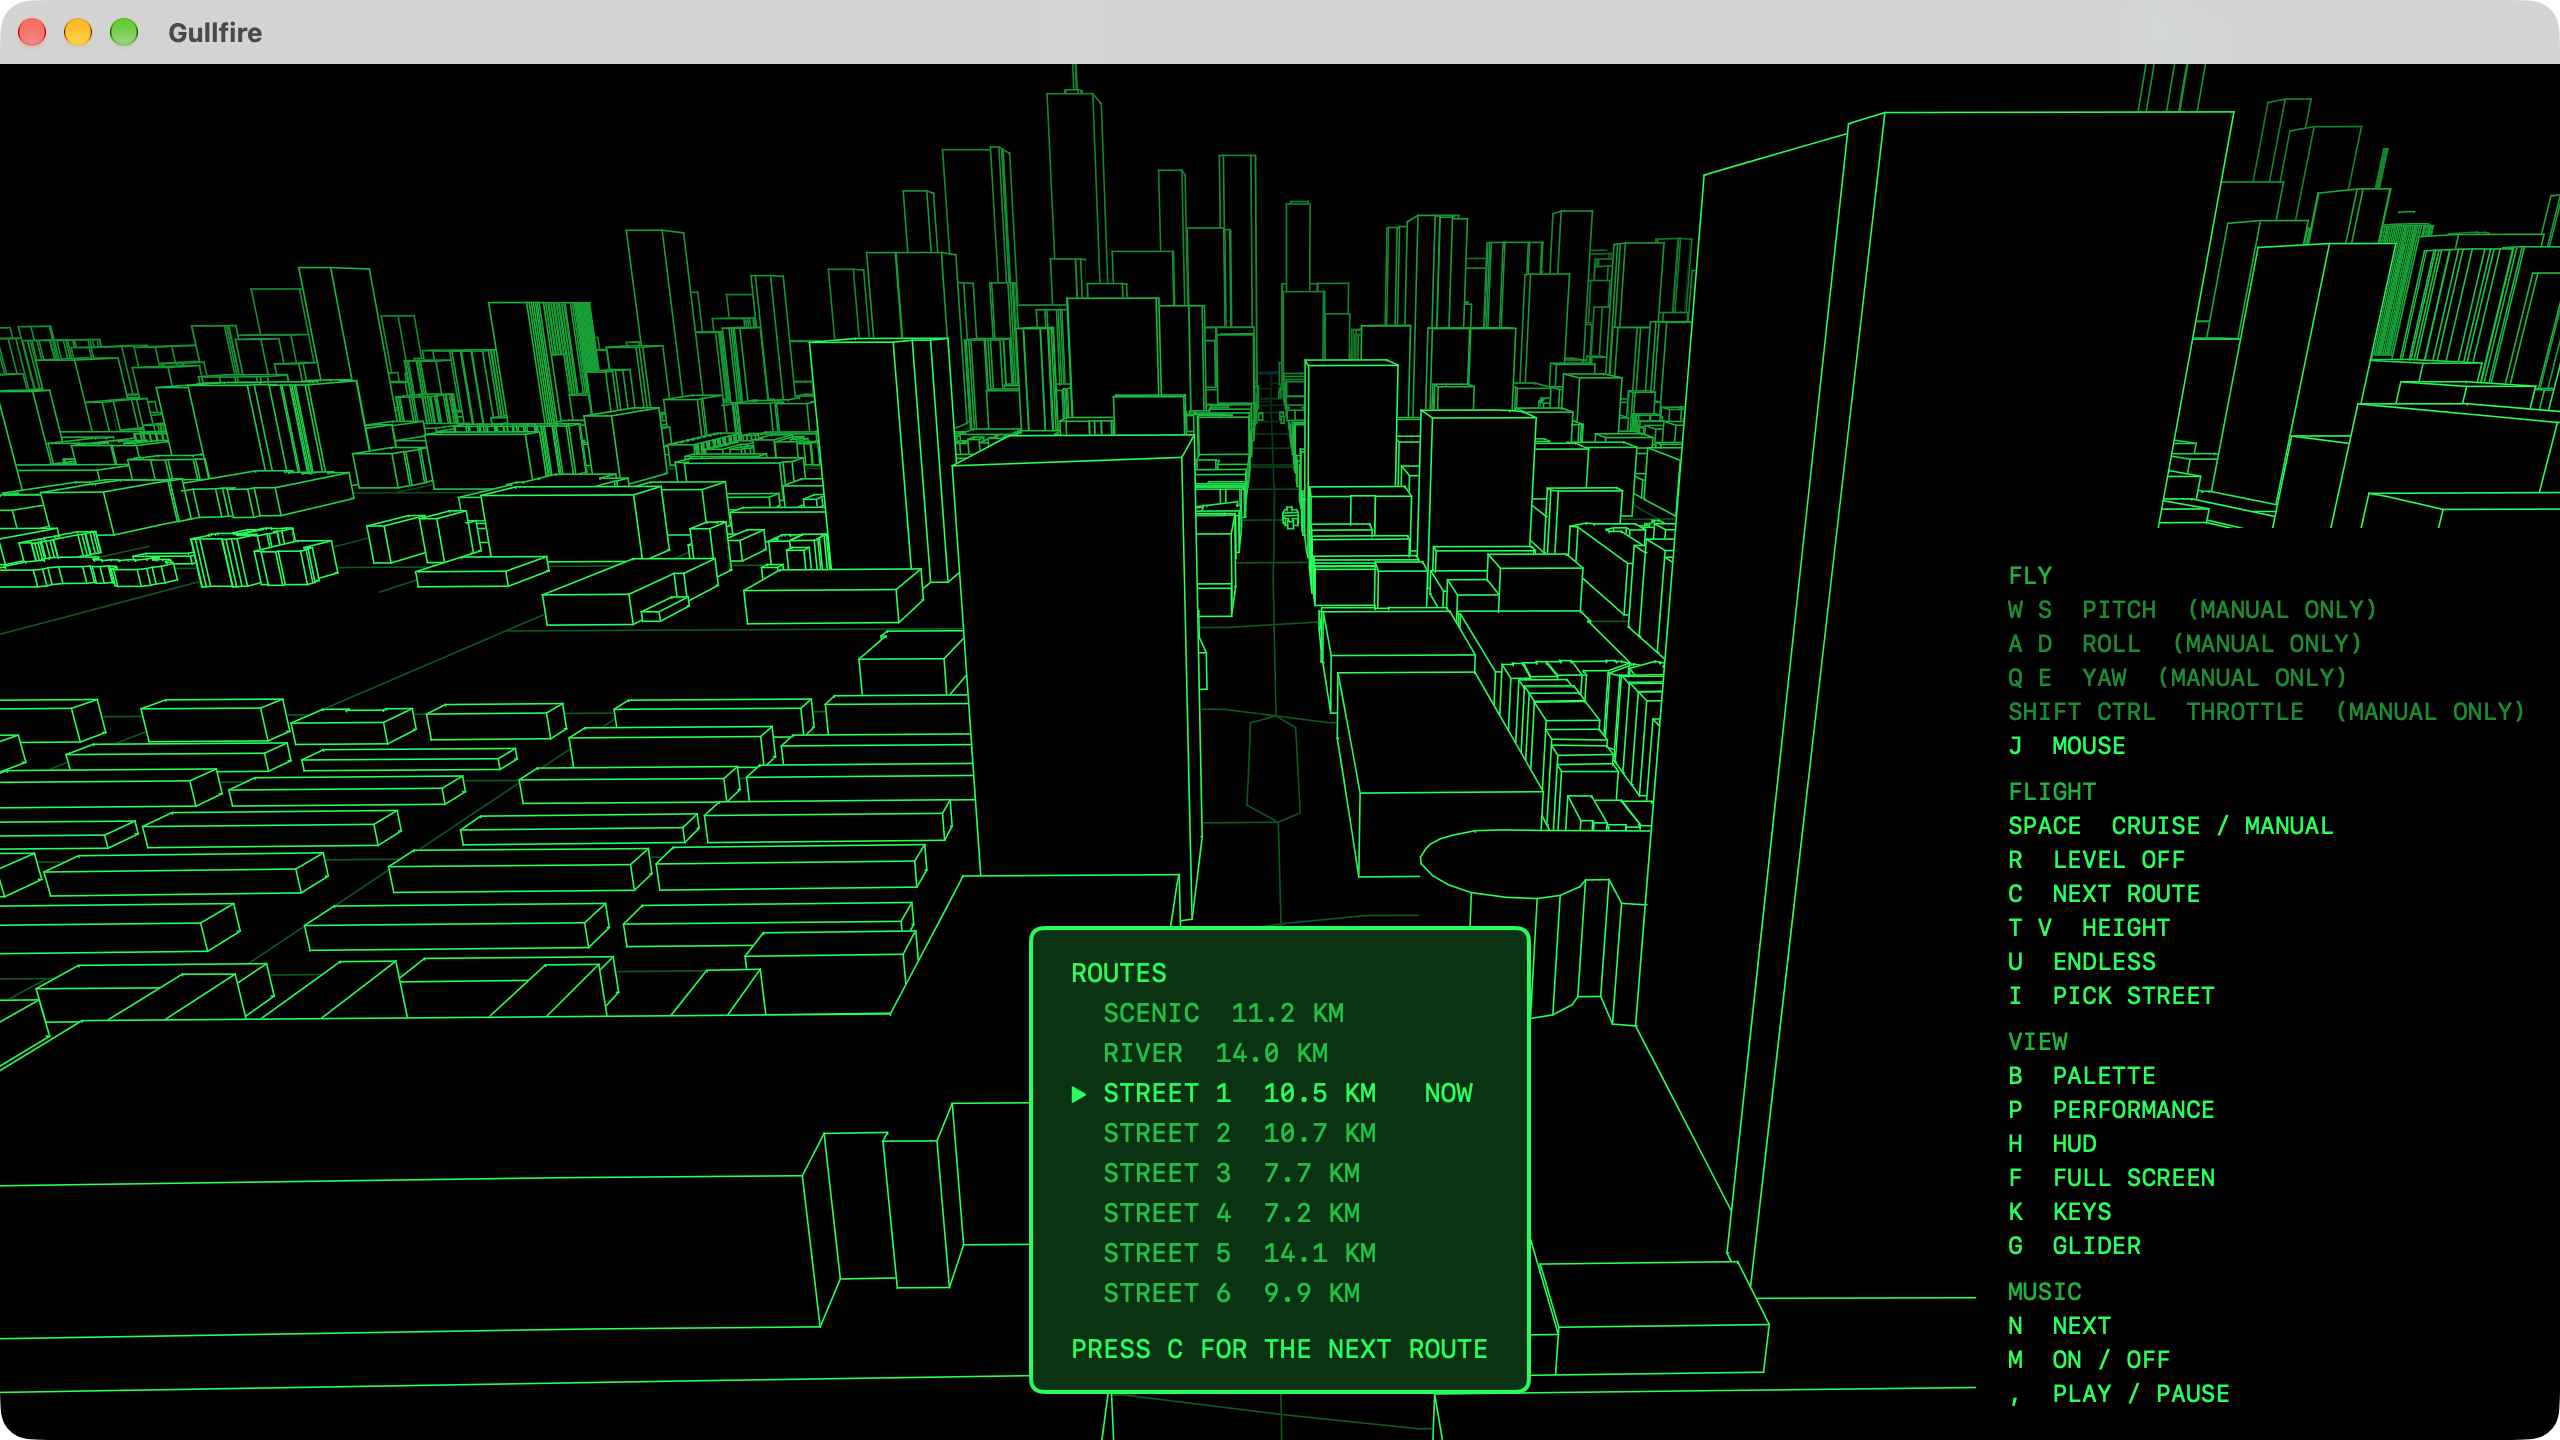 Gullfire
FLY
W S PITCH (MANUAL ONLY)
A D ROLL (MANUAL ONLY)
Q E YAW (MANUAL ONLY)
SHIFT CTRL THROTTLE (MANUAL ONLY)
J MOUSE
FLIGHT
SPACE CRUISE / MANUAL
R LEVEL OFF
C NEXT ROUTE
T V HEIGHT
U ENDLESS
I PICK STREET
VIEW
B PALETTE
P PERFORMANCE
H HUD
F FULL SCREEN
K KEYS
G GLIDER
MUSIC
N NEXT
M ON / OFF
, PLAY / PAUSE
ROUTES
SCENIC 11.2 KM
RIVER 14.0 KM
▶ STREET 1 10.5 KM NOW
STREET 2 10.7 KM
STREET 3 7.7 KM
STREET 4 7.2 KM
STREET 5 14.1 KM
STREET 6 9.9 KM
PRESS C FOR THE NEXT ROUTE